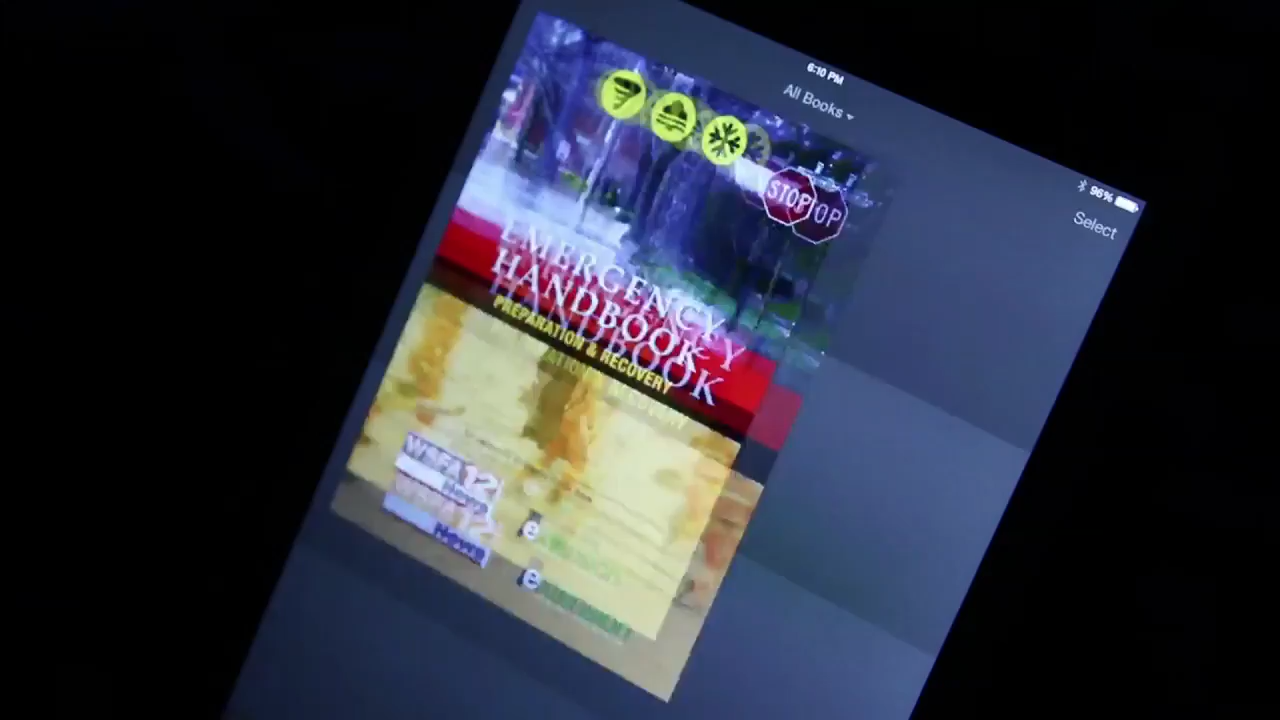 6:10 PM
All Books
96%
Select
STOP
EMERGENCY
HANDBOOK
PREPARATION & RECOVERY
WSFA 12
NEWS